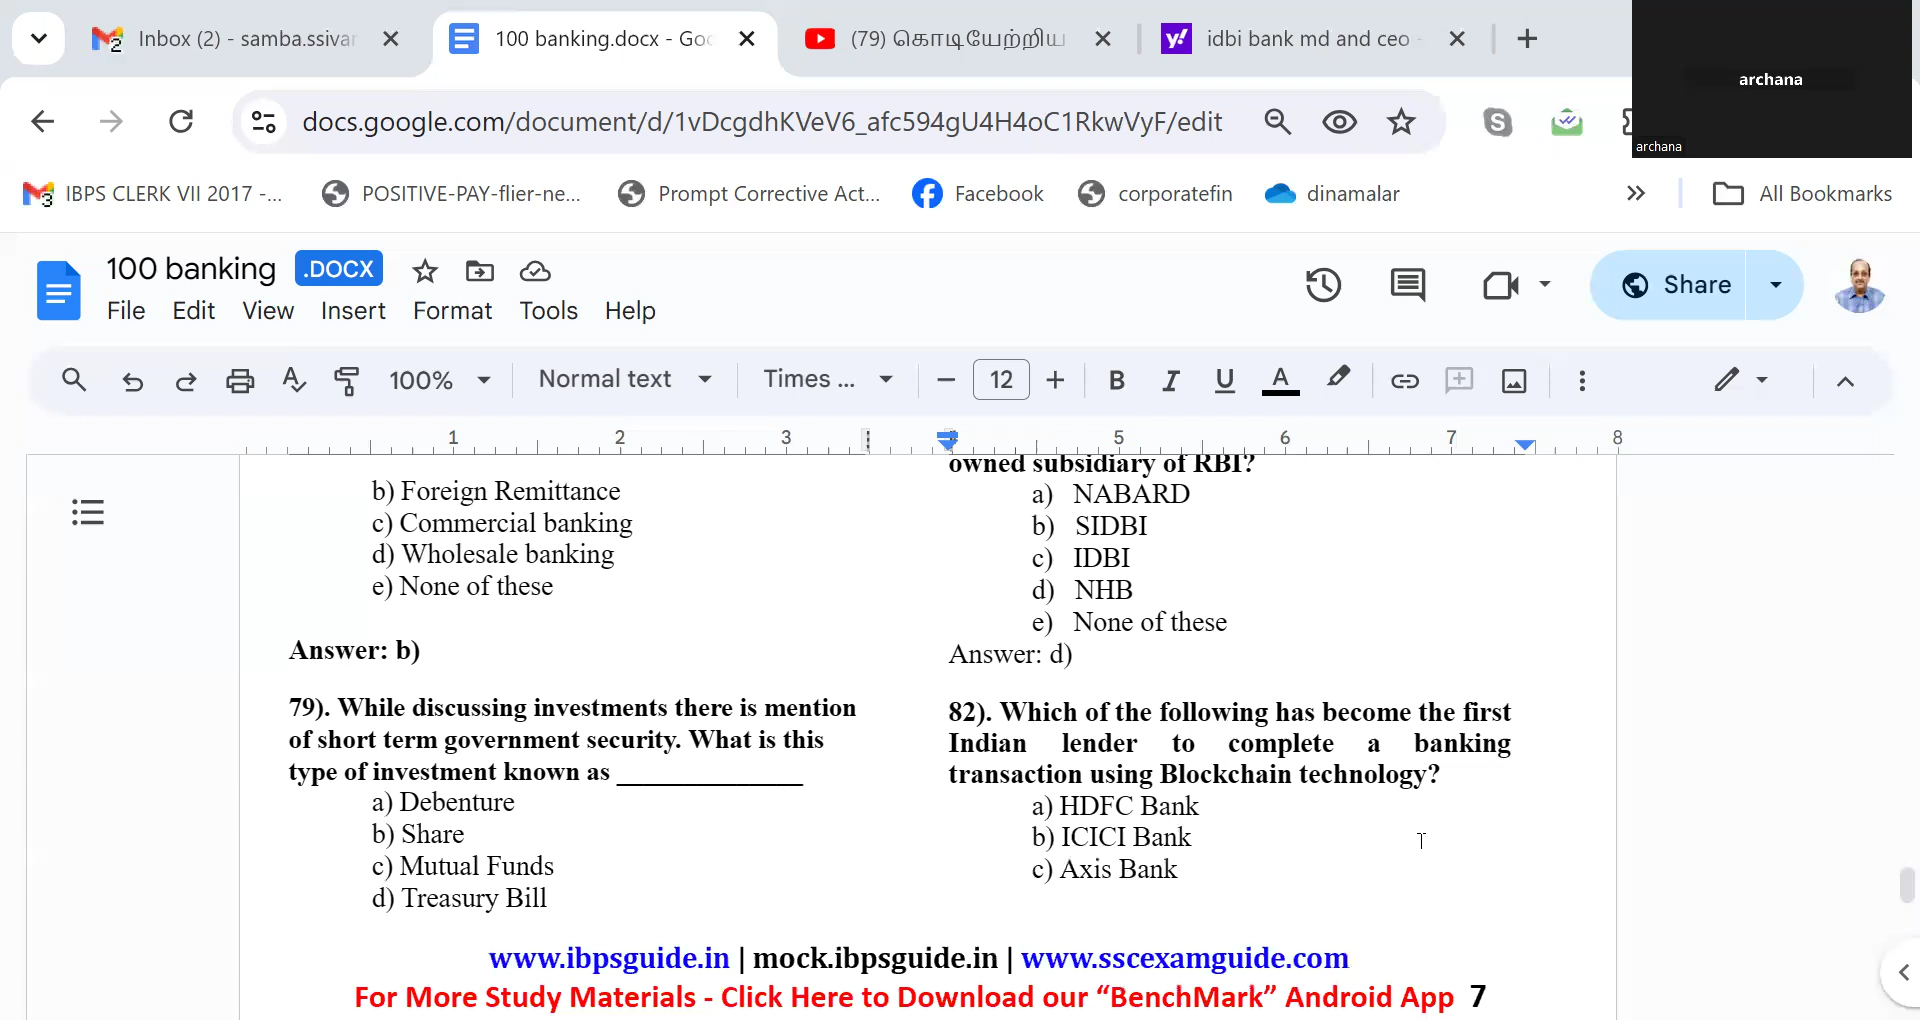 Inbox (2) - samba.ssivar
100 banking.docx - Goo
(79) கொடியேற்றிய
idbi bank md and ceo -
archana
docs.google.com/document/d/1vDcgdhKVeV6_afc594gU4H4oC1RkwVyF/edit
archana
IBPS CLERK VII 2017 -...
POSITIVE-PAY-flier-ne...
Prompt Corrective Act...
Facebook
corporatefin
dinamalar
All Bookmarks
100 banking
.DOCX
File Edit View Insert Format Tools Help
Share
100%
Normal text
Times ...
12
B I U A
1 2 3 5 6 7 8
b) Foreign Remittance
c) Commercial banking
d) Wholesale banking
e) None of these
Answer: b)
79). While discussing investments there is mention
of short term government security. What is this
type of investment known as ______________
a) Debenture
b) Share
c) Mutual Funds
d) Treasury Bill
owned subsidiary of RBI?
a) NABARD
b) SIDBI
c) IDBI
d) NHB
e) None of these
Answer: d)
82). Which of the following has become the first
Indian lender to complete a banking
transaction using Blockchain technology?
a) HDFC Bank
b) ICICI Bank
c) Axis Bank
www.ibpsguide.in | mock.ibpsguide.in | www.sscexamguide.com
For More Study Materials - Click Here to Download our “BenchMark” Android App 7